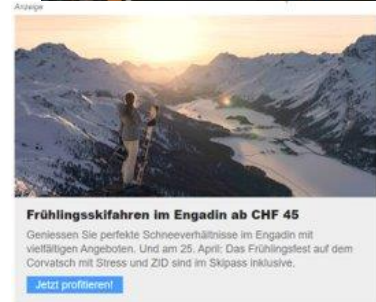 Anzeige
Frühlingsskifahren im Engadin ab CHF 45
Geniessen Sie perfekte Schneeverhältnisse im Engadin mit
vielfältigen Angeboten. Und am 25. April: Das Frühlingsfest auf dem
Corvatsch mit Stress und ZID sind im Skipass inklusive.
Jetzt profitieren!